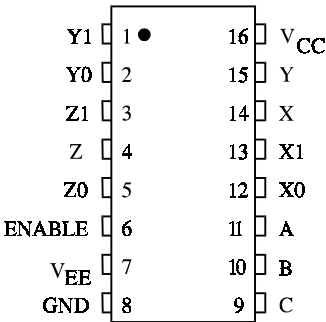 Y1 1 16 VCC
Y0 2 15 Y
Z1 3 14 X
Z 4 13 X1
Z0 5 12 X0
ENABLE 6 11 A
VEE 7 10 B
GND 8 9 C